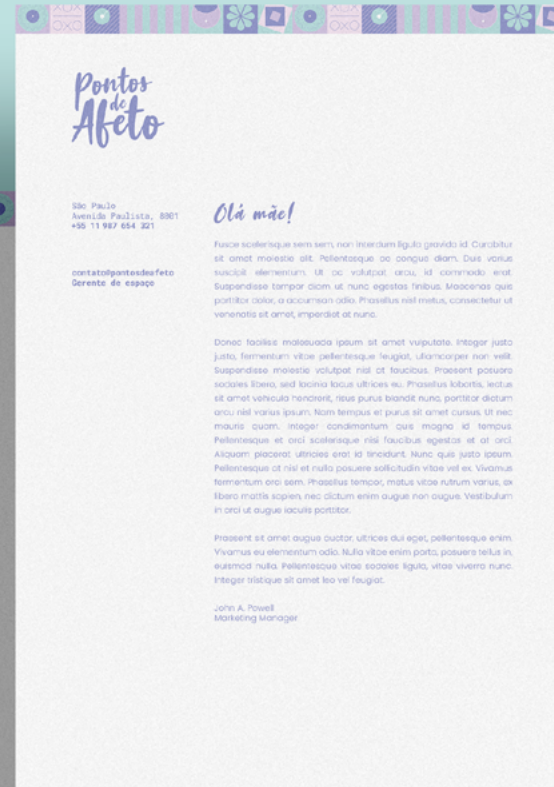 Pontos
de
Afeto
São Paulo
Avenida Paulista, 8001
+55 11 987 654 321
contato@pontosdeafeto
Gerente de espaço
Olá mãe!
Fusce scelerisque sem sem, non interdum ligula gravida id. Curabitur
sit amet molestie elit. Pellentesque ac congue diam. Duis varius
suscipit elementum. Ut ac volutpat arcu, id commodo erat.
Suspendisse tempor diam ut nunc egestas finibus. Maecenas quis
porttitor dolor, a accumsan odio. Phasellus nisl metus, consectetur ut
venenatis sit amet, imperdiet at nunc.
Donec facilisis malesuada ipsum sit amet vulputate. Integer justo
justo, fermentum vitae pellentesque feugiat, ullamcorper non velit.
Suspendisse molestie volutpat nisl at faucibus. Praesent posuere
sodales libero, sed lacinia lacus ultrices eu. Phasellus lobortis, lectus
sit amet vehicula hendrerit, risus purus blandit nunc, porttitor dictum
arcu nisl varius ipsum. Nam tempus et purus sit amet cursus. Ut nec
mauris quam. Integer condimentum quis magna id tempus.
Pellentesque et orci scelerisque nisi faucibus egestas et at orci.
Aliquam placerat ultricies erat id tincidunt. Nunc quis justo ipsum.
Pellentesque at nisl et nulla posuere sollicitudin vitae vel ex. Vivamus
fermentum orci sem. Phasellus tempor, metus vitae rutrum varius, ex
libero mattis sapien, nec dictum enim augue non augue. Vestibulum
in orci ut augue iaculis porttitor.
Praesent sit amet augue auctor, ultrices dui eget, pellentesque enim.
Vivamus eu elementum odio. Nulla vitae enim porta, posuere tellus in,
euismod nulla. Pellentesque vitae sodales ligula, vitae viverra nunc.
Integer tristique sit amet leo vel feugiat.
John A. Powell
Marketing Manager